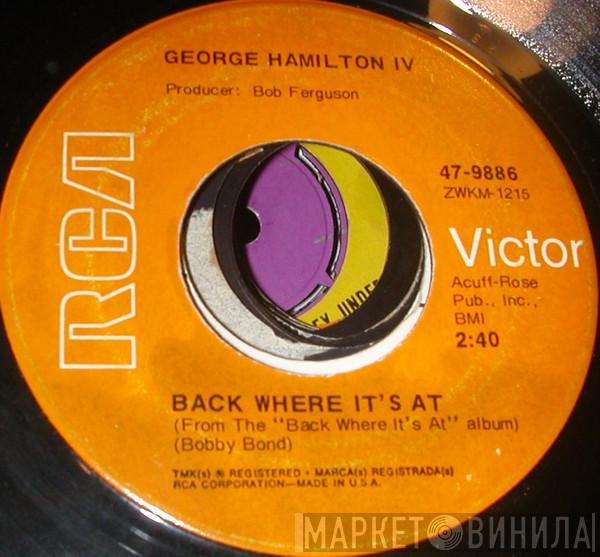 GEORGE HAMILTON IV
Producer: Bob Ferguson
RCA
47-9886
ZWKM-1215
Victor
Acuff-Rose
Pub., Inc.,
BMI
2:40
EY UNDER
BACK WHERE IT'S AT
(From The "Back Where It's At" album)
(Bobby Bond)
TMK(s) ® REGISTERED • MARCA(s) REGISTRADA(s)
RCA CORPORATION—MADE IN U.S.A.
МАРКЕТ ВИНИЛА